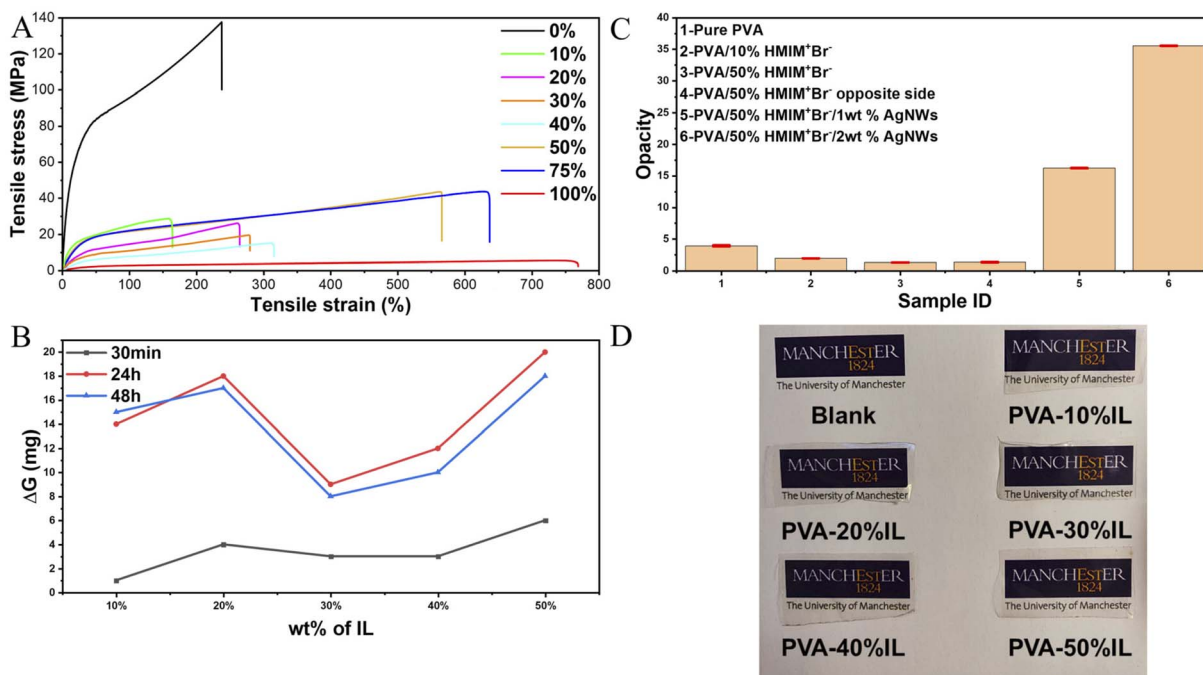 A
Tensile stress (MPa)
140
120
100
80
60
40
20
0
0%
10%
20%
30%
40%
50%
75%
100%
0 100 200 300 400 500 600 700 800
Tensile strain (%)
B
ΔG (mg)
20
18
16
14
12
10
8
6
4
2
0
30min
24h
48h
10% 20% 30% 40% 50%
wt% of IL
C
Opacity
40
35
30
25
20
15
10
5
0
1-Pure PVA
2-PVA/10% HMIM⁺Br⁻
3-PVA/50% HMIM⁺Br⁻
4-PVA/50% HMIM⁺Br⁻ opposite side
5-PVA/50% HMIM⁺Br⁻/1wt % AgNWs
6-PVA/50% HMIM⁺Br⁻/2wt % AgNWs
1 2 3 4 5 6
Sample ID
D
MANCHESTER
1824
The University of Manchester
Blank
MANCHESTER
1824
The University of Manchester
PVA-10%IL
MANCHESTER
1824
The University of Manchester
PVA-20%IL
MANCHESTER
1824
The University of Manchester
PVA-30%IL
MANCHESTER
1824
The University of Manchester
PVA-40%IL
MANCHESTER
1824
The University of Manchester
PVA-50%IL